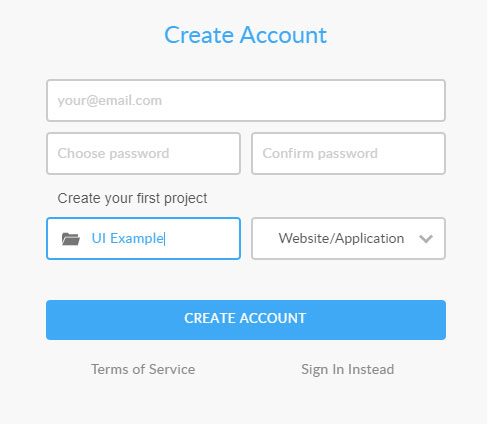 Create Account
your@email.com
Choose password Confirm password
Create your first project
UI Example Website/Application
CREATE ACCOUNT
Terms of Service Sign In Instead